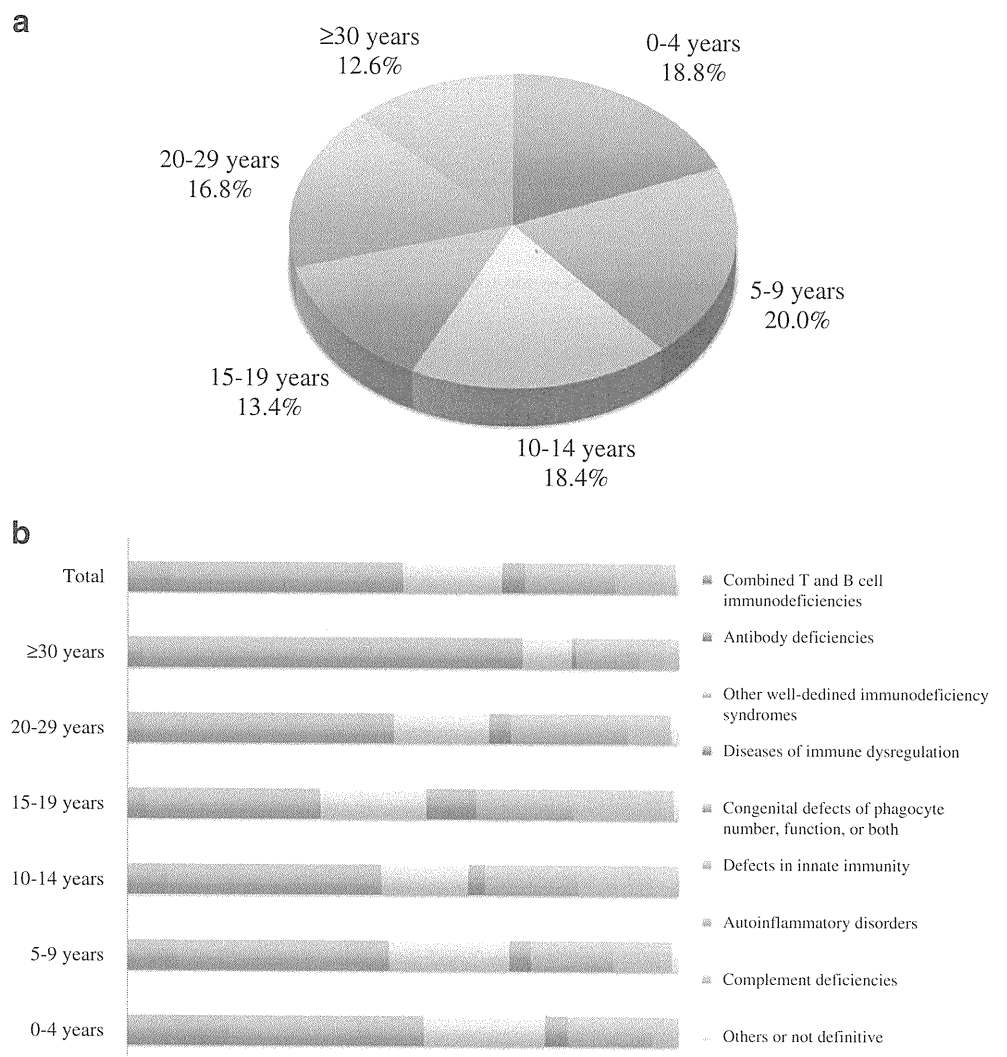 a
≥30 years
12.6%
0-4 years
18.8%
20-29 years
16.8%
5-9 years
20.0%
15-19 years
13.4%
10-14 years
18.4%
b
Total
≥30 years
20-29 years
15-19 years
10-14 years
5-9 years
0-4 years
Combined T and B cell
immunodeficiencies
Antibody deficiencies
Other well-dedined immunodeficiency
syndromes
Diseases of immune dysregulation
Congenital defects of phagocyte
number, function, or both
Defects in innate immunity
Autoinflammatory disorders
Complement deficiencies
Others or not definitive